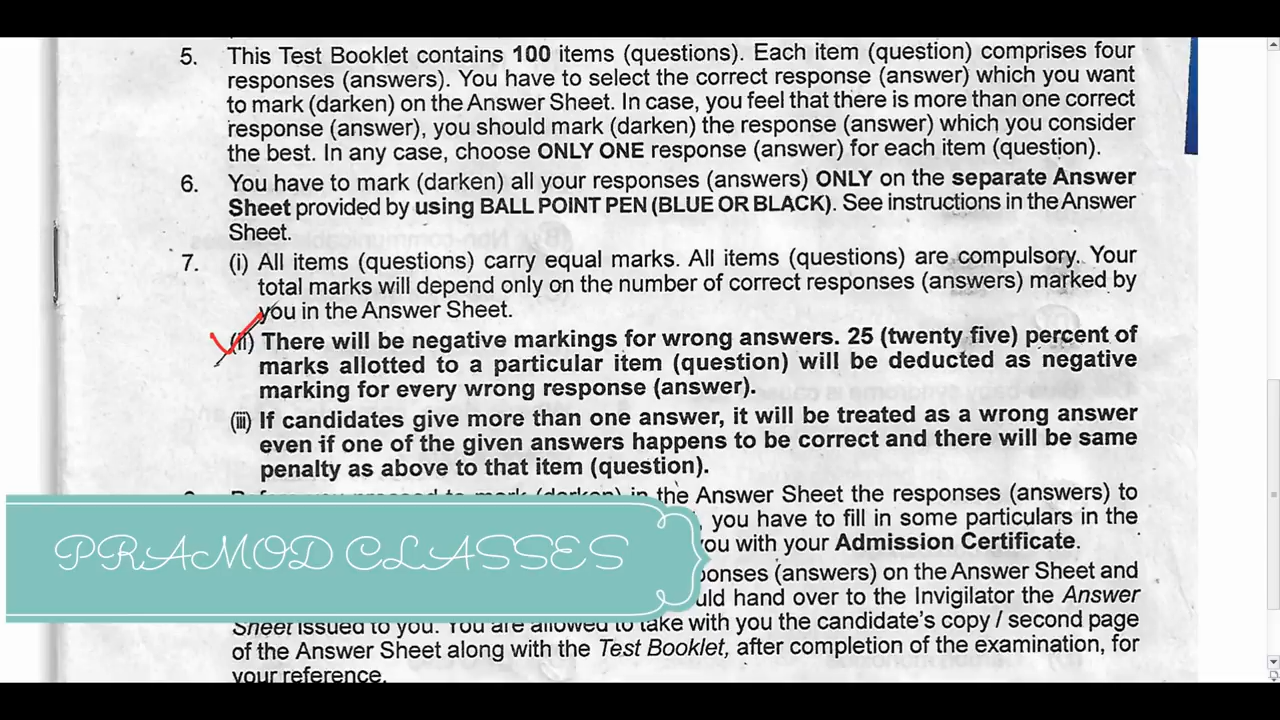 5. This Test Booklet contains 100 items (questions). Each item (question) comprises four
responses (answers). You have to select the correct response (answer) which you want
to mark (darken) on the Answer Sheet. In case, you feel that there is more than one correct
response (answer), you should mark (darken) the response (answer) which you consider
the best. In any case, choose ONLY ONE response (answer) for each item (question).
6. You have to mark (darken) all your responses (answers) ONLY on the separate Answer
Sheet provided by using BALL POINT PEN (BLUE OR BLACK). See instructions in the Answer
Sheet.
7. (i) All items (questions) carry equal marks. All items (questions) are compulsory. Your
total marks will depend only on the number of correct responses (answers) marked by
you in the Answer Sheet.
(ii) There will be negative markings for wrong answers. 25 (twenty five) percent of
marks allotted to a particular item (question) will be deducted as negative
marking for every wrong response (answer).
(iii) If candidates give more than one answer, it will be treated as a wrong answer
even if one of the given answers happens to be correct and there will be same
penalty as above to that item (question).
Before you proceed to mark (darken) in the Answer Sheet the responses (answers) to
you have to fill in some particulars in the
you with your Admission Certificate.
PRAMOD CLASSES
(answers) on the Answer Sheet and
hand over to the Invigilator the Answer
Sheet issued to you. You are allowed to take with you the candidate's copy / second page
of the Answer Sheet along with the Test Booklet, after completion of the examination, for
your reference.